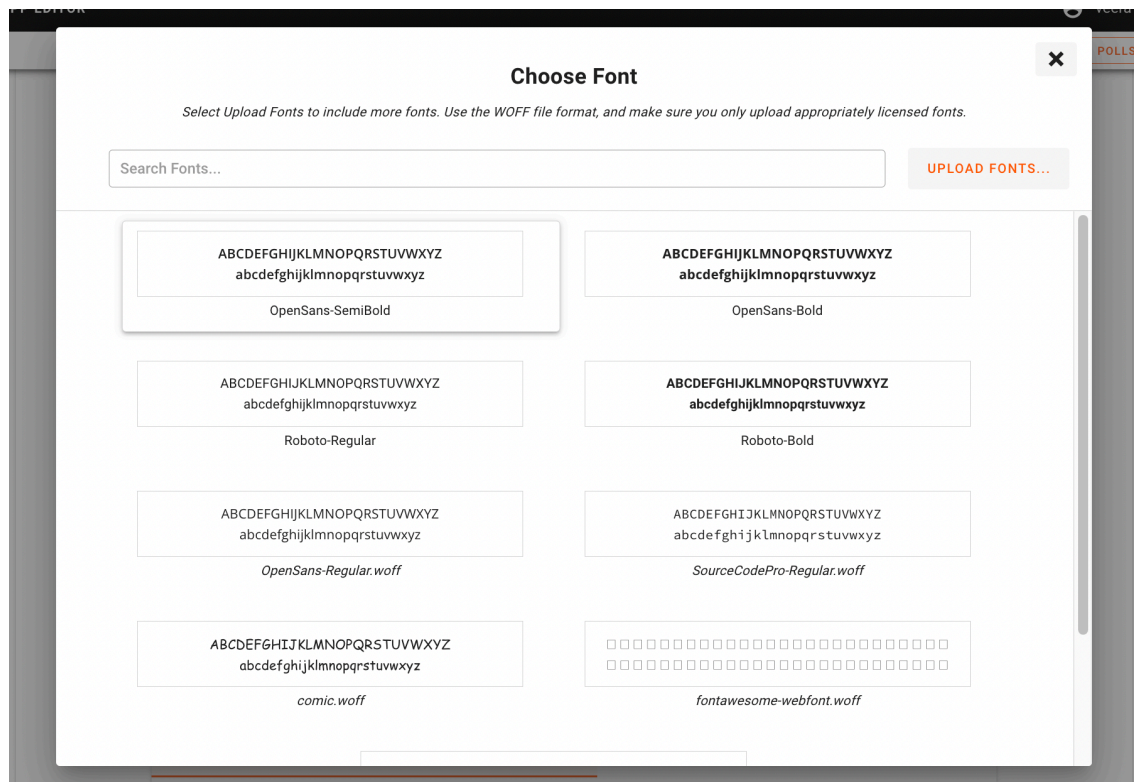 EDITOR
POLLS
Choose Font
Select Upload Fonts to include more fonts. Use the WOFF file format, and make sure you only upload appropriately licensed fonts.
Search Fonts...
UPLOAD FONTS...
ABCDEFGHIJKLMNOPQRSTUVWXYZ
abcdefghijklmnopqrstuvwxyz
OpenSans-SemiBold
ABCDEFGHIJKLMNOPQRSTUVWXYZ
abcdefghijklmnopqrstuvwxyz
OpenSans-Bold
ABCDEFGHIJKLMNOPQRSTUVWXYZ
abcdefghijklmnopqrstuvwxyz
Roboto-Regular
ABCDEFGHIJKLMNOPQRSTUVWXYZ
abcdefghijklmnopqrstuvwxyz
Roboto-Bold
ABCDEFGHIJKLMNOPQRSTUVWXYZ
abcdefghijklmnopqrstuvwxyz
OpenSans-Regular.woff
ABCDEFGHIJKLMNOPQRSTUVWXYZ
abcdefghijklmnopqrstuvwxyz
SourceCodePro-Regular.woff
ABCDEFGHIJKLMNOPQRSTUVWXYZ
abcdefghijklmnopqrstuvwxyz
comic.woff
fontawesome-webfont.woff